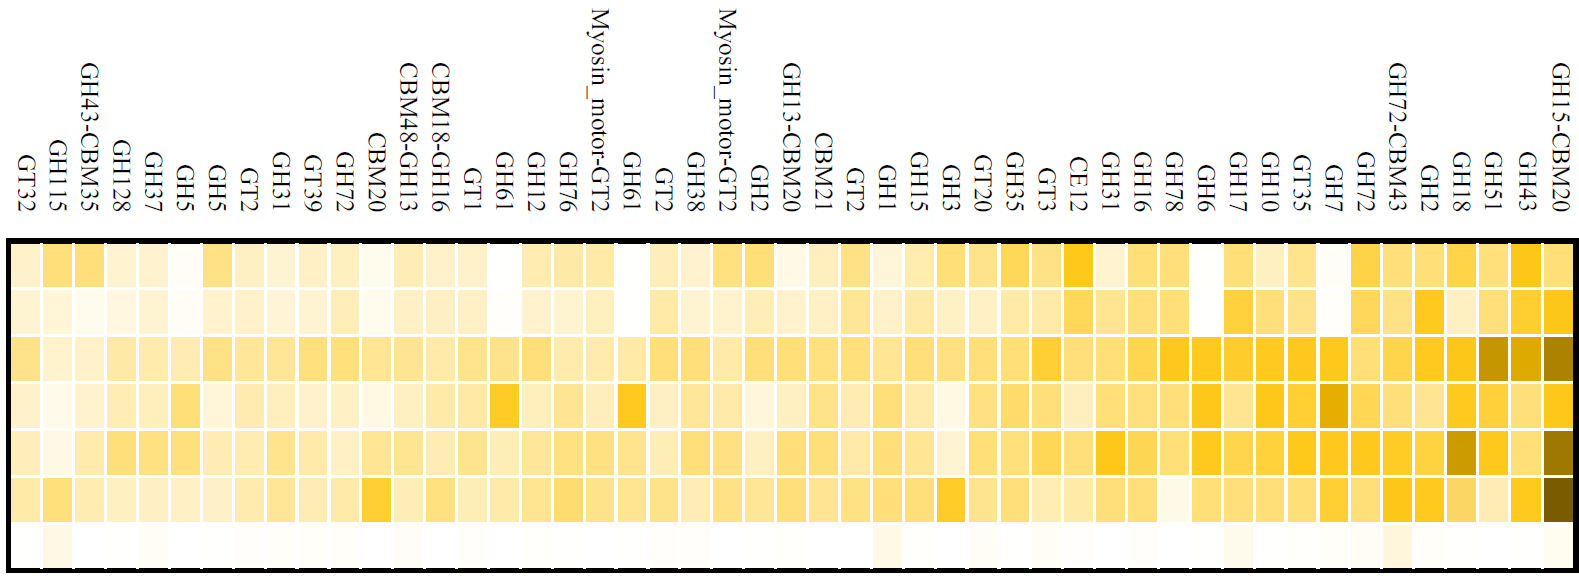 GT32
GH115
GH43-CBM35
GH128
GH37
GH5
GH5
GT2
GH31
GT39
GH72
CBM20
CBM48-GH13
CBM18-GH16
GT1
GH61
GH12
GH76
Myosin_motor-GT2
GH61
GT2
GH38
Myosin_motor-GT2
GH2
GH13-CBM20
CBM21
GT2
GH1
GH15
GH3
GT20
GH35
GT3
CE12
GH31
GH16
GH78
GH6
GH17
GH10
GT35
GH7
GH72
GH72-CBM43
GH2
GH18
GH51
GH43
GH15-CBM20